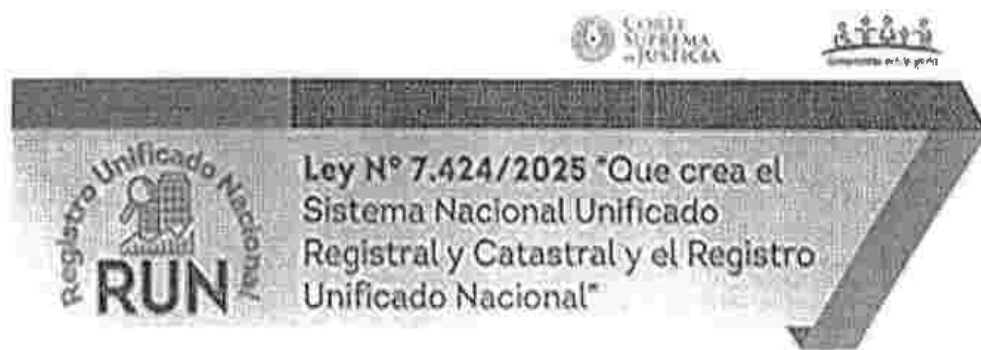 CORTE
SUPREMA
DE JUSTICIA
Registro Unificado Nacional
RUN
Ley N° 7.424/2025 "Que crea el
Sistema Nacional Unificado
Registral y Catastral y el Registro
Unificado Nacional"